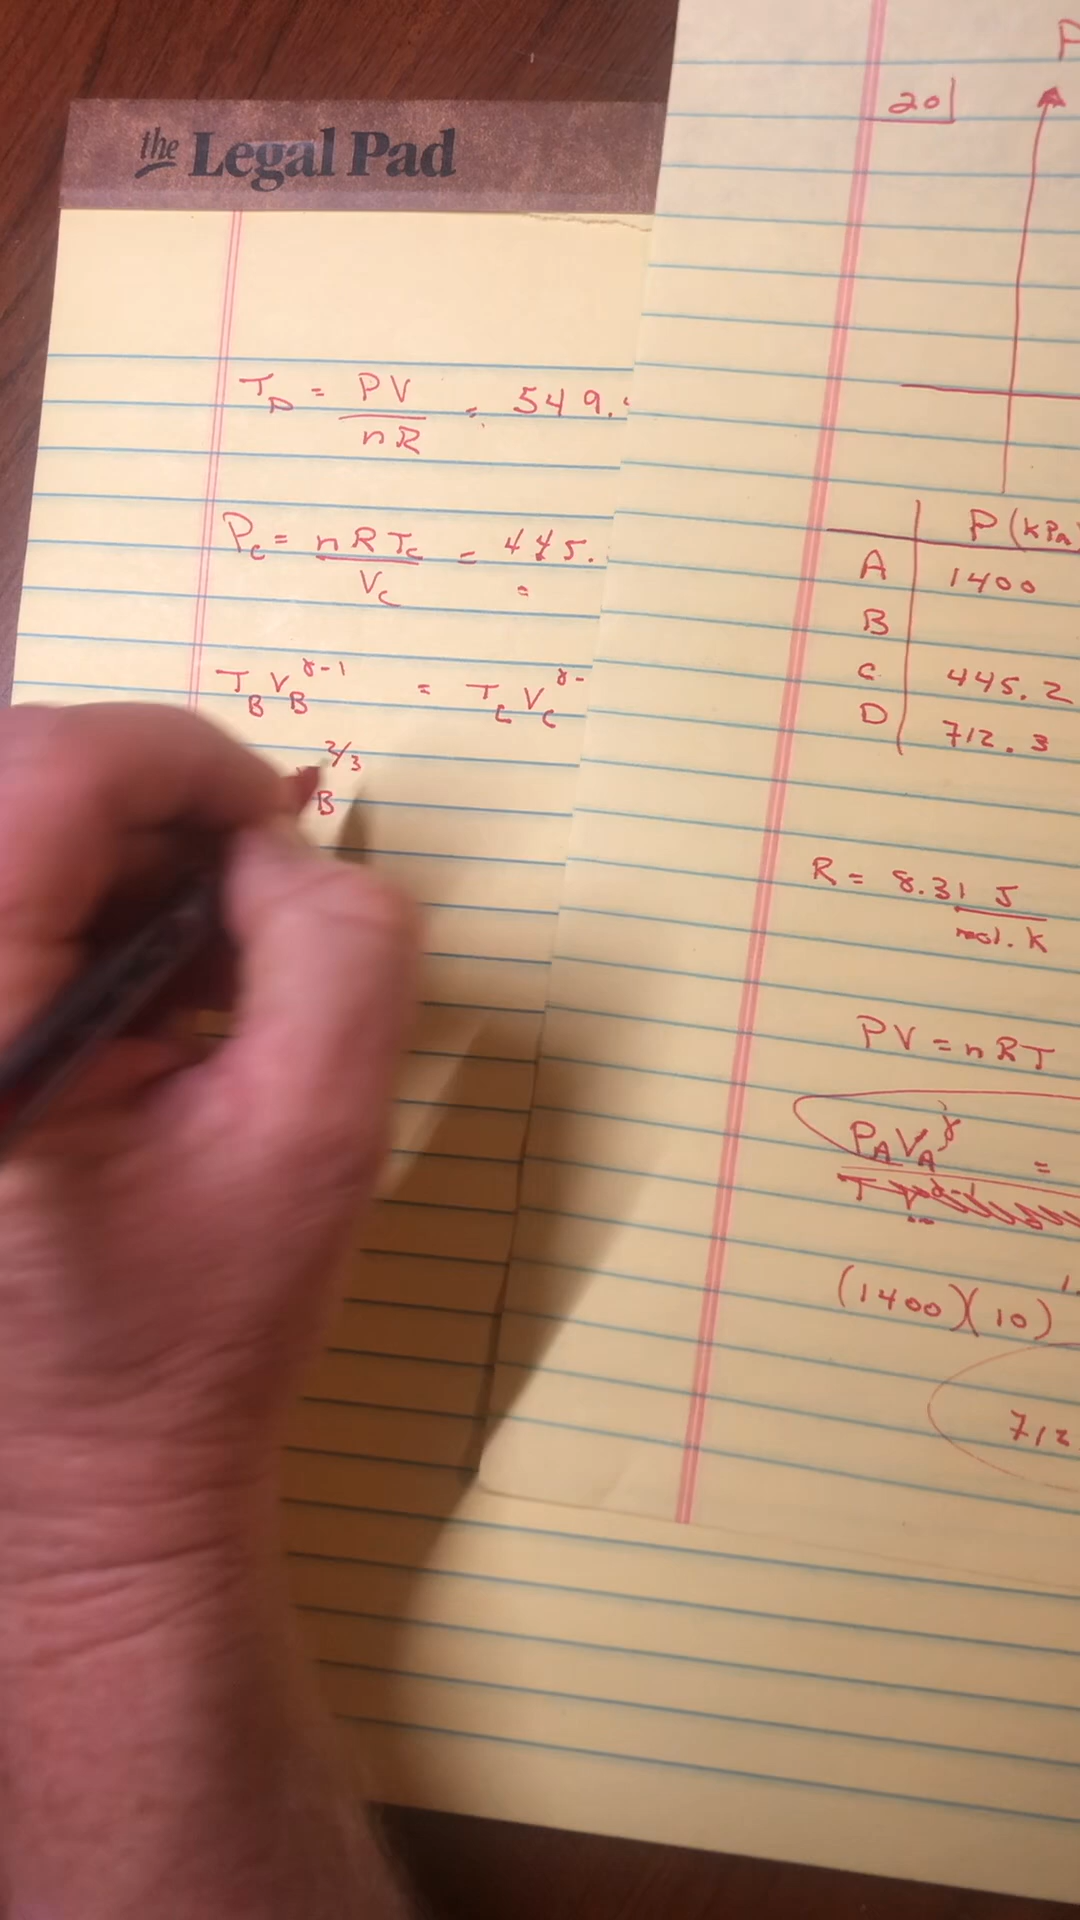 the Legal Pad
T_D = PV / nR = 549.
P_C = nRT_C / V_C = 445.
=
T_B V_B^γ-1 = T_C V_C^γ-
B^2/3
20
P
P (kPa)
A 1400
B
C 445.2
D 712.3
R = 8.31 J / mol. K
PV = nRT
P_A V_A^γ =
(1400)(10)^1.
712